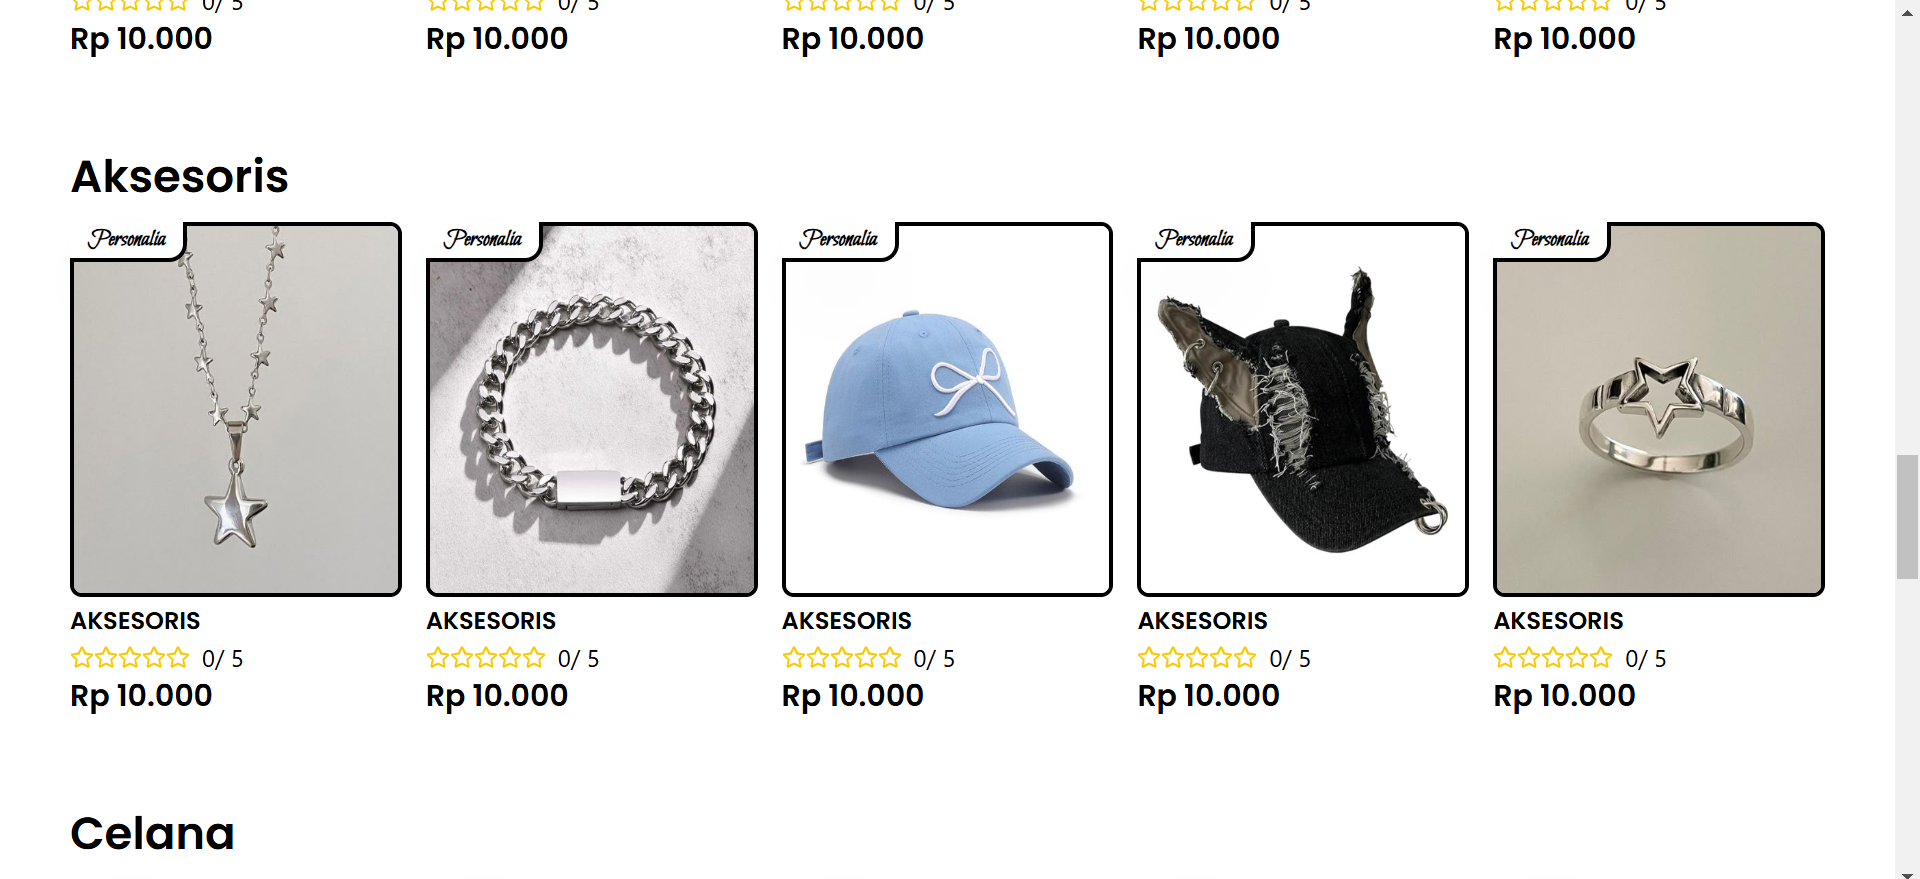 0/ 5 0/ 5 0/ 5 0/ 5 0/ 5
Rp 10.000 Rp 10.000 Rp 10.000 Rp 10.000 Rp 10.000
Aksesoris
Personalia Personalia Personalia Personalia Personalia
AKSESORIS AKSESORIS AKSESORIS AKSESORIS AKSESORIS
0/ 5 0/ 5 0/ 5 0/ 5 0/ 5
Rp 10.000 Rp 10.000 Rp 10.000 Rp 10.000 Rp 10.000
Celana